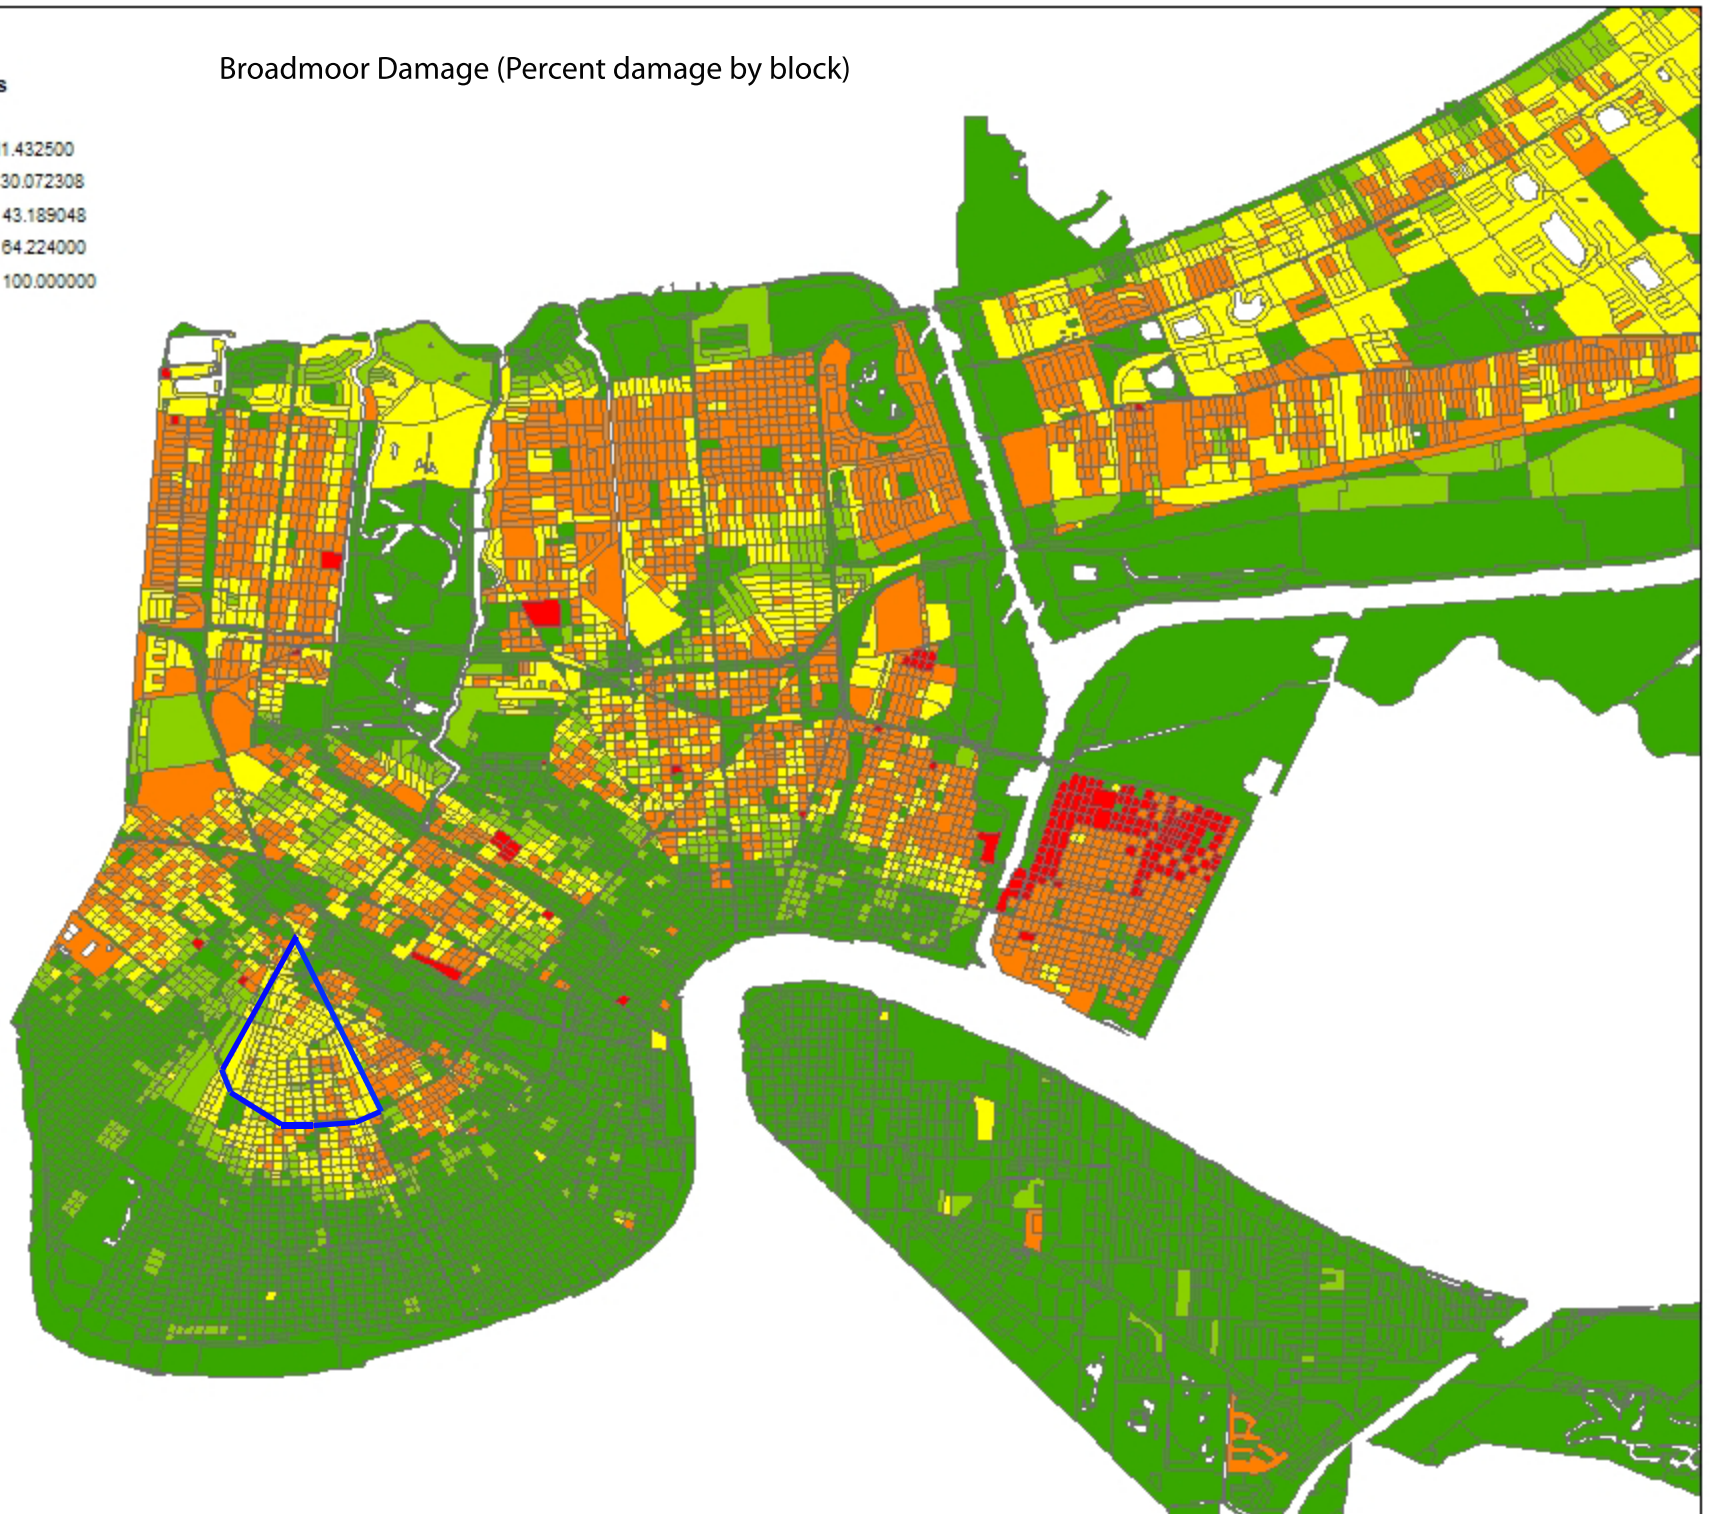 Broadmoor Damage (Percent damage by block)
s
1.432500
30.072308
43.189048
64.224000
100.000000